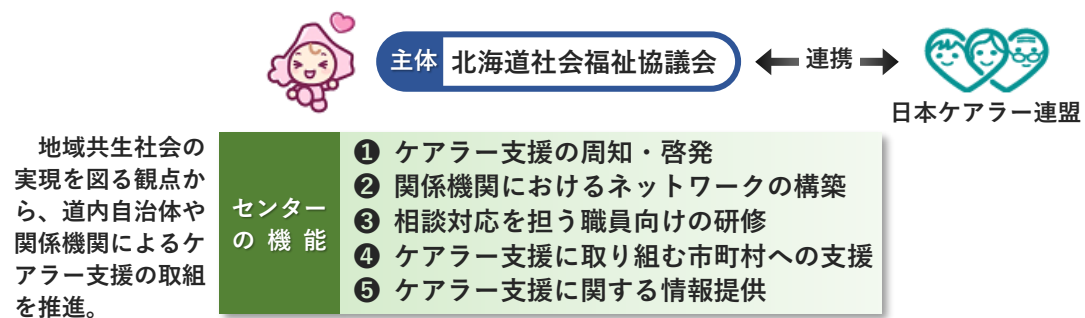 主体 北海道社会福祉協議会
連携
日本ケアラー連盟
地域共生社会の
実現を図る観点か
ら、道内自治体や
関係機関によるケ
アラー支援の取組
を推進。
センター
の機能
❶ ケアラー支援の周知・啓発
❷ 関係機関におけるネットワークの構築
❸ 相談対応を担う職員向けの研修
❹ ケアラー支援に取り組む市町村への支援
❺ ケアラー支援に関する情報提供